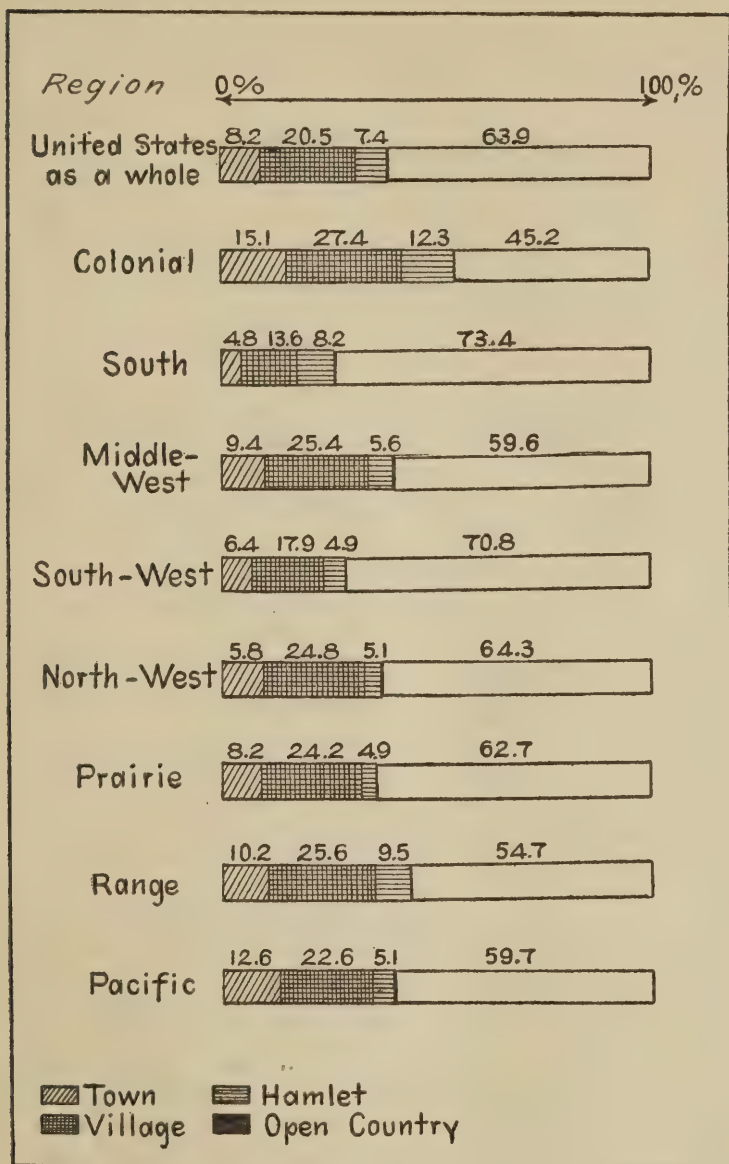 Region 0% 100,%
8.2 20.5 7.4 63.9
United States
as a whole
15.1 27.4 12.3 45.2
Colonial
4.8 13.6 8.2 73.4
South
9.4 25.4 5.6 59.6
Middle-
West
6.4 17.9 4.9 70.8
South-West
5.8 24.8 5.1 64.3
North-West
8.2 24.2 4.9 62.7
Prairie
10.2 25.6 9.5 54.7
Range
12.6 22.6 5.1 59.7
Pacific
Town Hamlet
Village Open Country